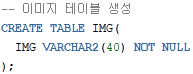 -- 이미지 테이블 생성
CREATE TABLE IMG(
  IMG VARCHAR2(40) NOT NULL
);